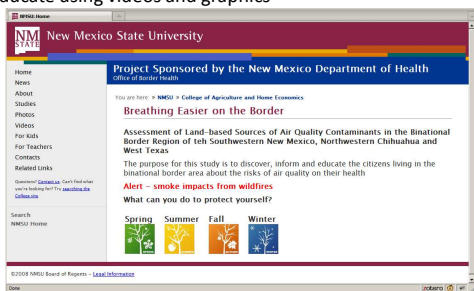 educate using videos and graphics
NMSU: Home
NM STATE
New Mexico State University
Home
News
About
Studies
Photos
Videos
For Kids
For Teachers
Contacts
Related Links
Questions? Contact us. Can't find what
you're looking for? Try searching the
College site.
Search
NMSU Home
Project Sponsored by the New Mexico Department of Health
Office of Border Health
You are here: » NMSU » College of Agriculture and Home Economics
Breathing Easier on the Border
Assessment of Land-based Sources of Air Quality Contaminants in the Binational
Border Region of teh Southwestern New Mexico, Northwestern Chihuahua and
West Texas
The purpose for this study is to discover, inform and educate the citizens living in the
binational border area about the risks of air quality on their health
Alert - smoke impacts from wildfires
What can you do to protect yourself?
Spring Summer Fall Winter
©2008 NMSU Board of Regents - Legal Information
Done
zotero